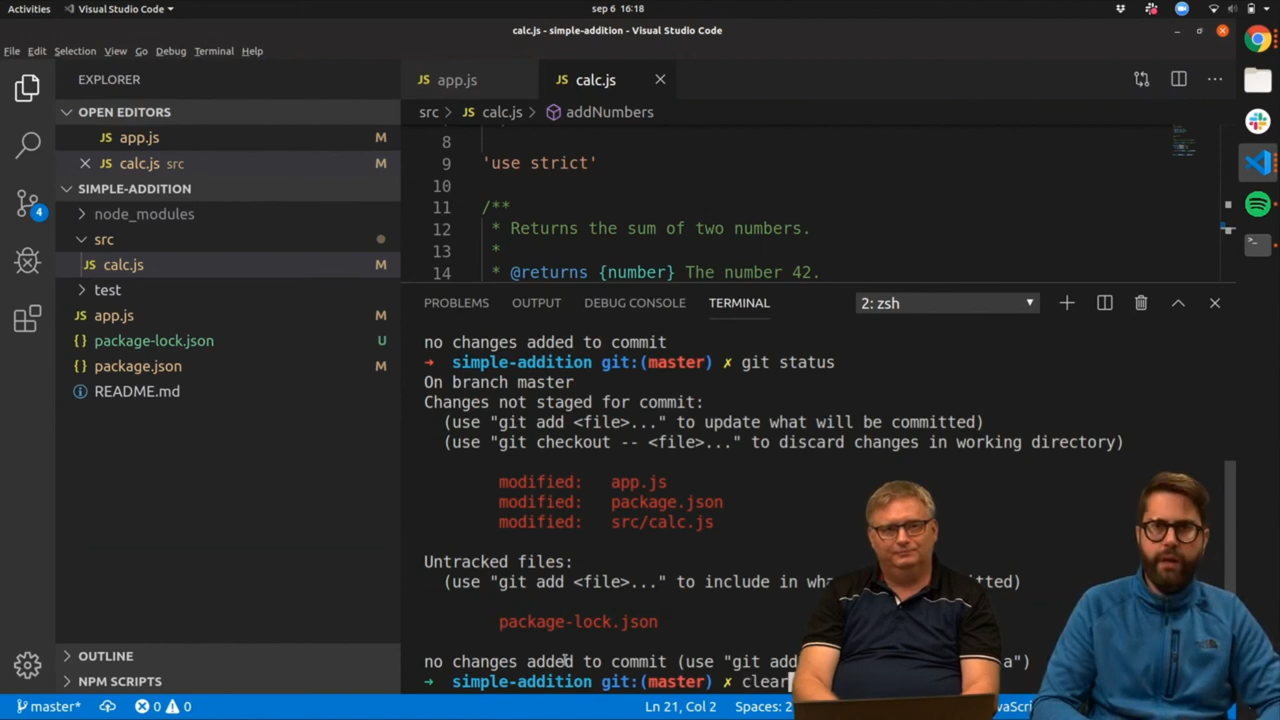 Activities
Visual Studio Code
sep 6 16:18
calc.js - simple-addition - Visual Studio Code
File Edit Selection View Go Debug Terminal Help
EXPLORER
OPEN EDITORS
app.js M
calc.js src M
SIMPLE-ADDITION
node_modules
src
calc.js M
test
app.js M
package-lock.json U
package.json M
README.md
OUTLINE
NPM SCRIPTS
4
app.js
calc.js
src calc.js addNumbers
8
9 'use strict'
10
11 /**
12 * Returns the sum of two numbers.
13 *
14 * @returns {number} The number 42.
PROBLEMS OUTPUT DEBUG CONSOLE TERMINAL 2: zsh
no changes added to commit
→ simple-addition git:(master) ✗ git status
On branch master
Changes not staged for commit:
(use "git add <file>..." to update what will be committed)
(use "git checkout -- <file>..." to discard changes in working directory)
modified: app.js
modified: package.json
modified: src/calc.js
Untracked files:
(use "git add <file>..." to include in wha tted)
package-lock.json
no changes added to commit (use "git add a")
→ simple-addition git:(master) ✗ clear
master* 0 0 Ln 21, Col 2 Spaces: 2 vaScri